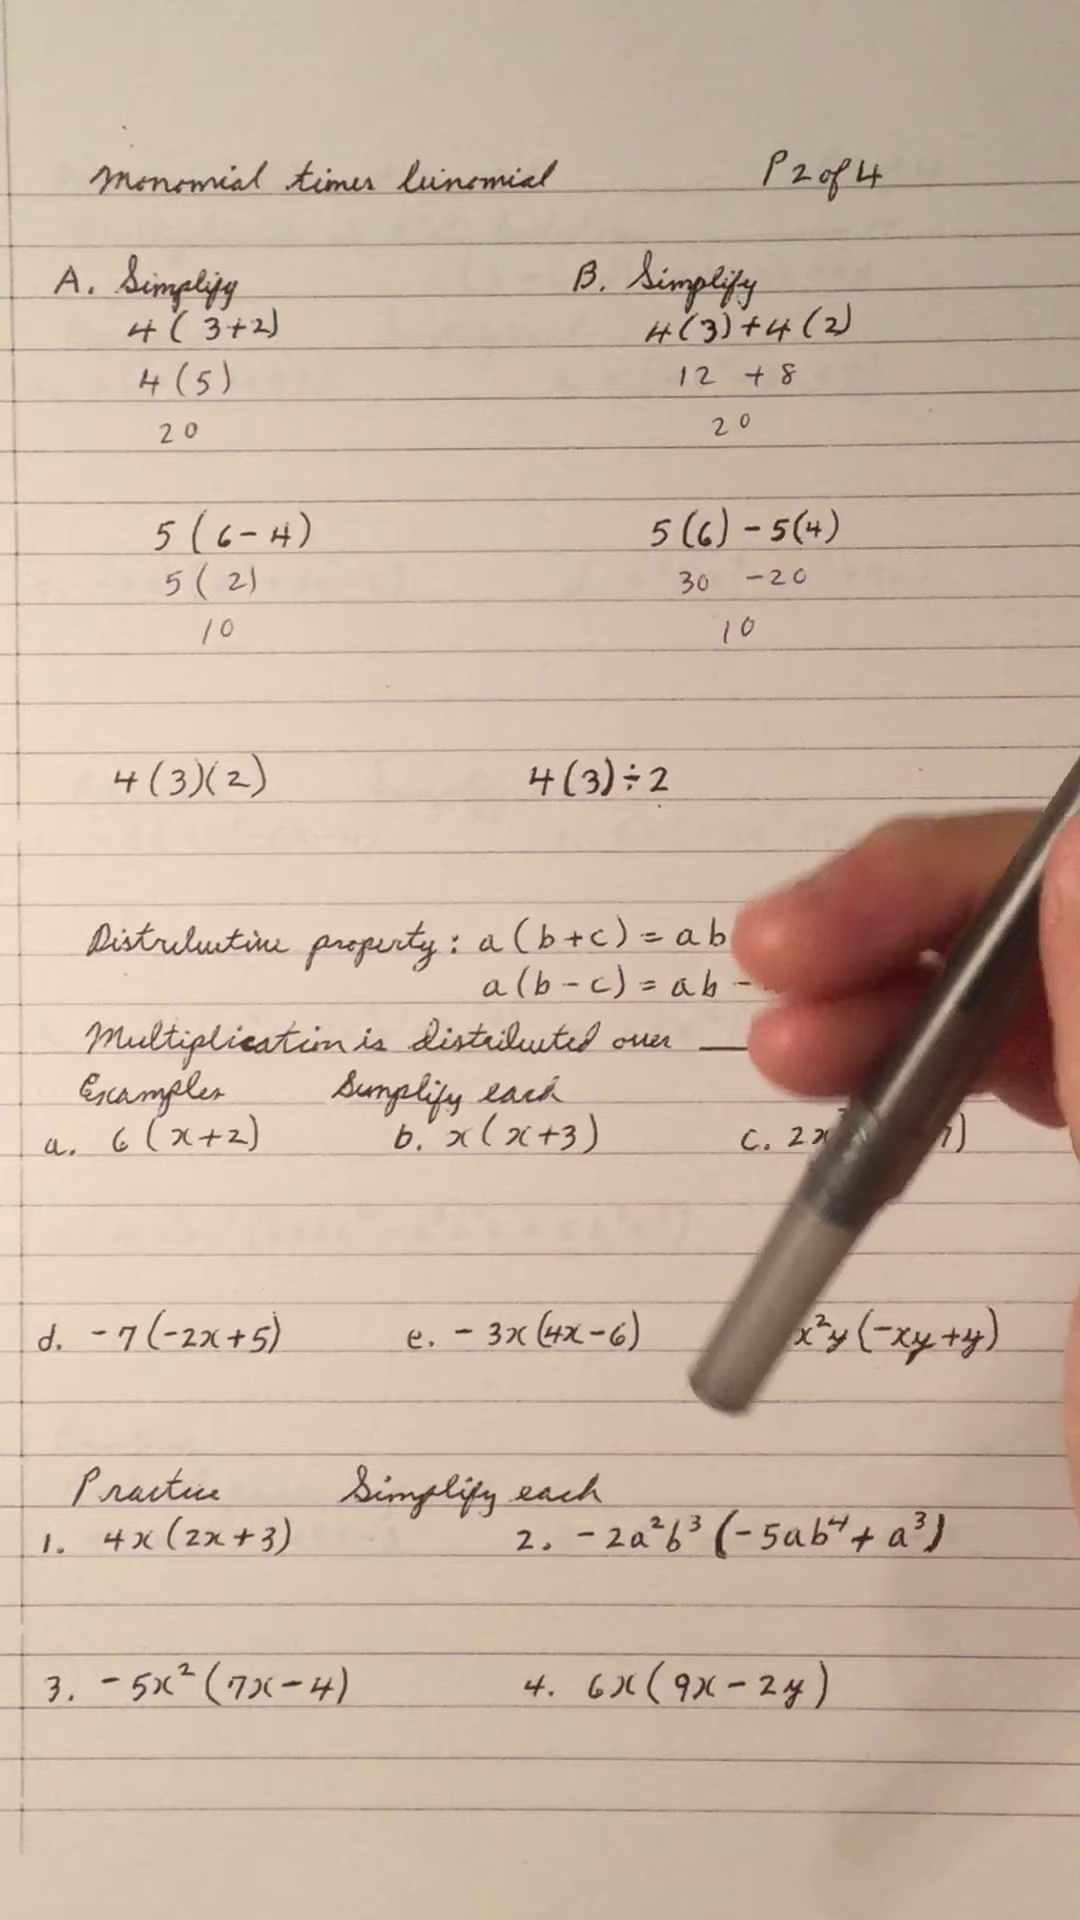 Monomial times binomial P 2 of 4
A. Simplify B. Simplify
4(3+2) 4(3)+4(2)
4(5) 12 +8
20 20
5(6-4) 5(6)-5(4)
5(2) 30 -20
10 10
4(3)(2) 4(3)÷2
Distributive property: a(b+c)=ab
a(b-c)=ab-
Multiplication is distributed over ___
Examples Simplify each
a. 6(x+2) b. x(x+3) c. 2x )
d. -7(-2x+5) e. -3x(4x-6) x²y(-xy+y)
Practice Simplify each
1. 4x(2x+3) 2. -2a²b³(-5ab⁴+a³)
3. -5x²(7x-4) 4. 6x(9x-2y)